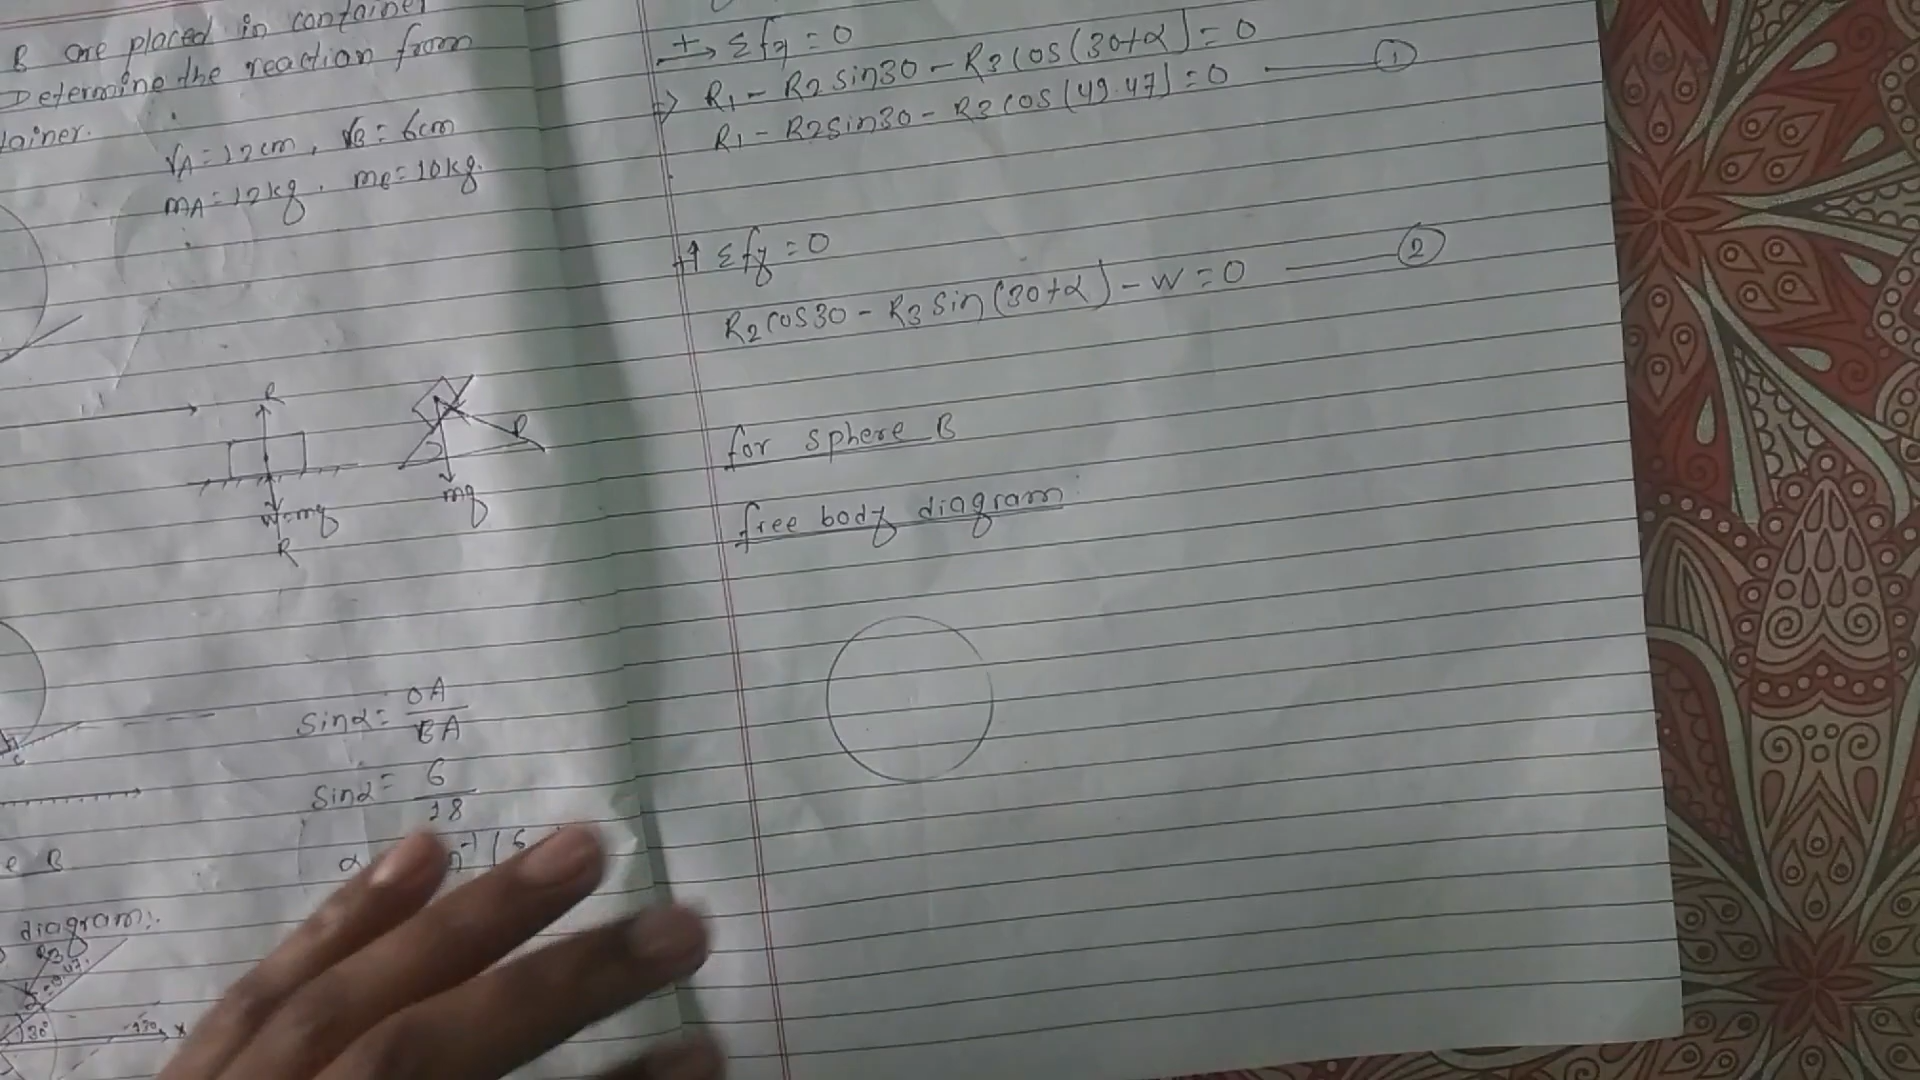 B are placed in container
Determine the reaction from
tainer.
rA = 12cm, rB = 6cm
mA = 12kg, mB = 10kg.
R
W=mg
R
R
mg
sinα = OA
BA
sinα = 6
18
α
e B
diagram:
R3
30°
x
+→ Σfx = 0
⇒ R1 - R2 sin30 - R3 cos(30+α) = 0
R1 - R2 sin30 - R3 cos(49.47) = 0 —— ①
+↑ Σfy = 0
R2 cos30 - R3 sin(30+α) - W = 0 —— ②
for sphere B
free body diagram: